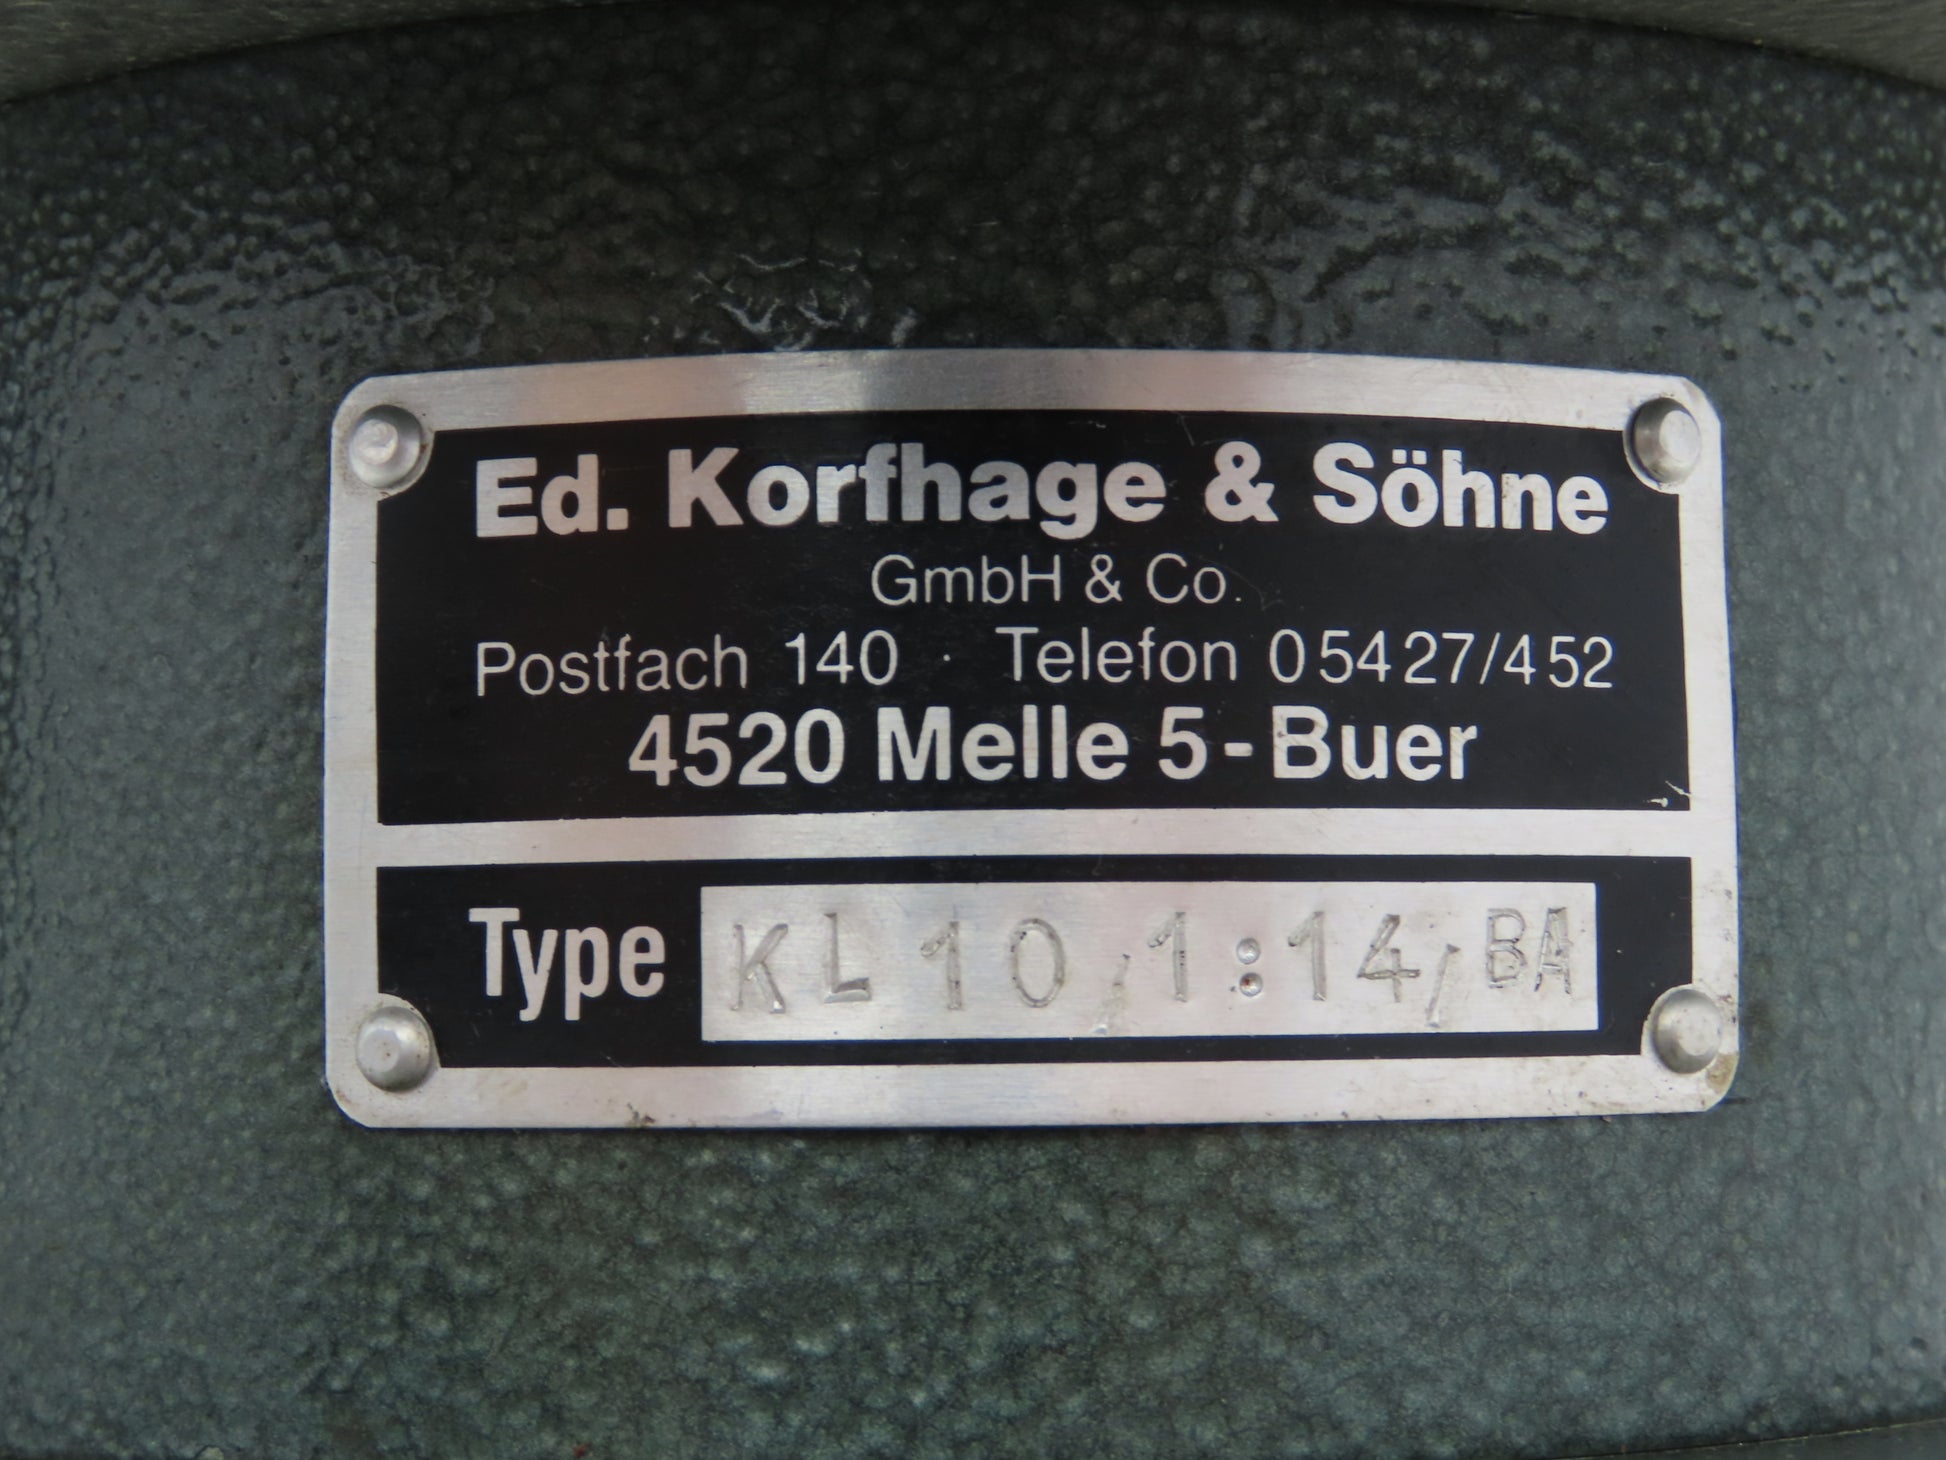 Ed. Korfhage & Söhne
GmbH & Co.
Postfach 140 · Telefon 05427/452
4520 Melle 5-Buer
Type KL 10,1:14,BA